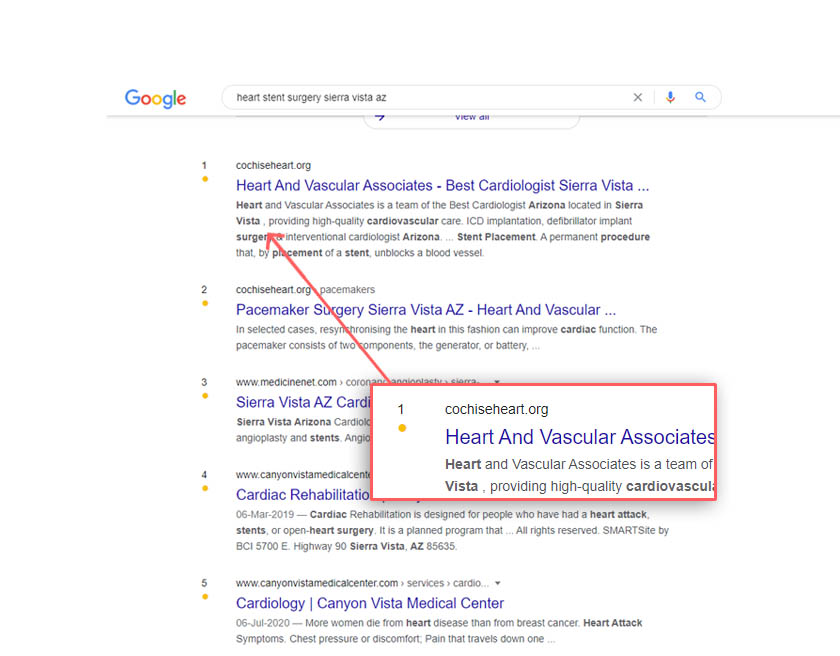 Google
heart stent surgery sierra vista az
View all
1
cochiseheart.org
Heart And Vascular Associates - Best Cardiologist Sierra Vista ...
Heart and Vascular Associates is a team of the Best Cardiologist Arizona located in Sierra
Vista , providing high-quality cardiovascular care. ICD implantation, defibrillator implant
surgery & interventional cardiologist Arizona. ... Stent Placement. A permanent procedure
that, by placement of a stent, unblocks a blood vessel.
2
cochiseheart.org › pacemakers
Pacemaker Surgery Sierra Vista AZ - Heart And Vascular ...
In selected cases, resynchronising the heart in this fashion can improve cardiac function. The
pacemaker consists of two components, the generator, or battery, ...
3
www.medicinenet.com › coronary-angioplasty › sierra-...
Sierra Vista AZ Cardi
Sierra Vista Arizona Cardiolo
angioplasty and stents. Angio
1
cochiseheart.org
Heart And Vascular Associates
Heart and Vascular Associates is a team of
Vista , providing high-quality cardiovascula
4
www.canyonvistamedicalcente
Cardiac Rehabilitatio
06-Mar-2019 — Cardiac Rehabilitation is designed for people who have had a heart attack,
stents, or open-heart surgery. It is a planned program that ... All rights reserved. SMARTSite by
BCI 5700 E. Highway 90 Sierra Vista, AZ 85635.
5
www.canyonvistamedicalcenter.com › services › cardio...
Cardiology | Canyon Vista Medical Center
06-Jul-2020 — More women die from heart disease than from breast cancer. Heart Attack
Symptoms. Chest pressure or discomfort; Pain that travels down one ...